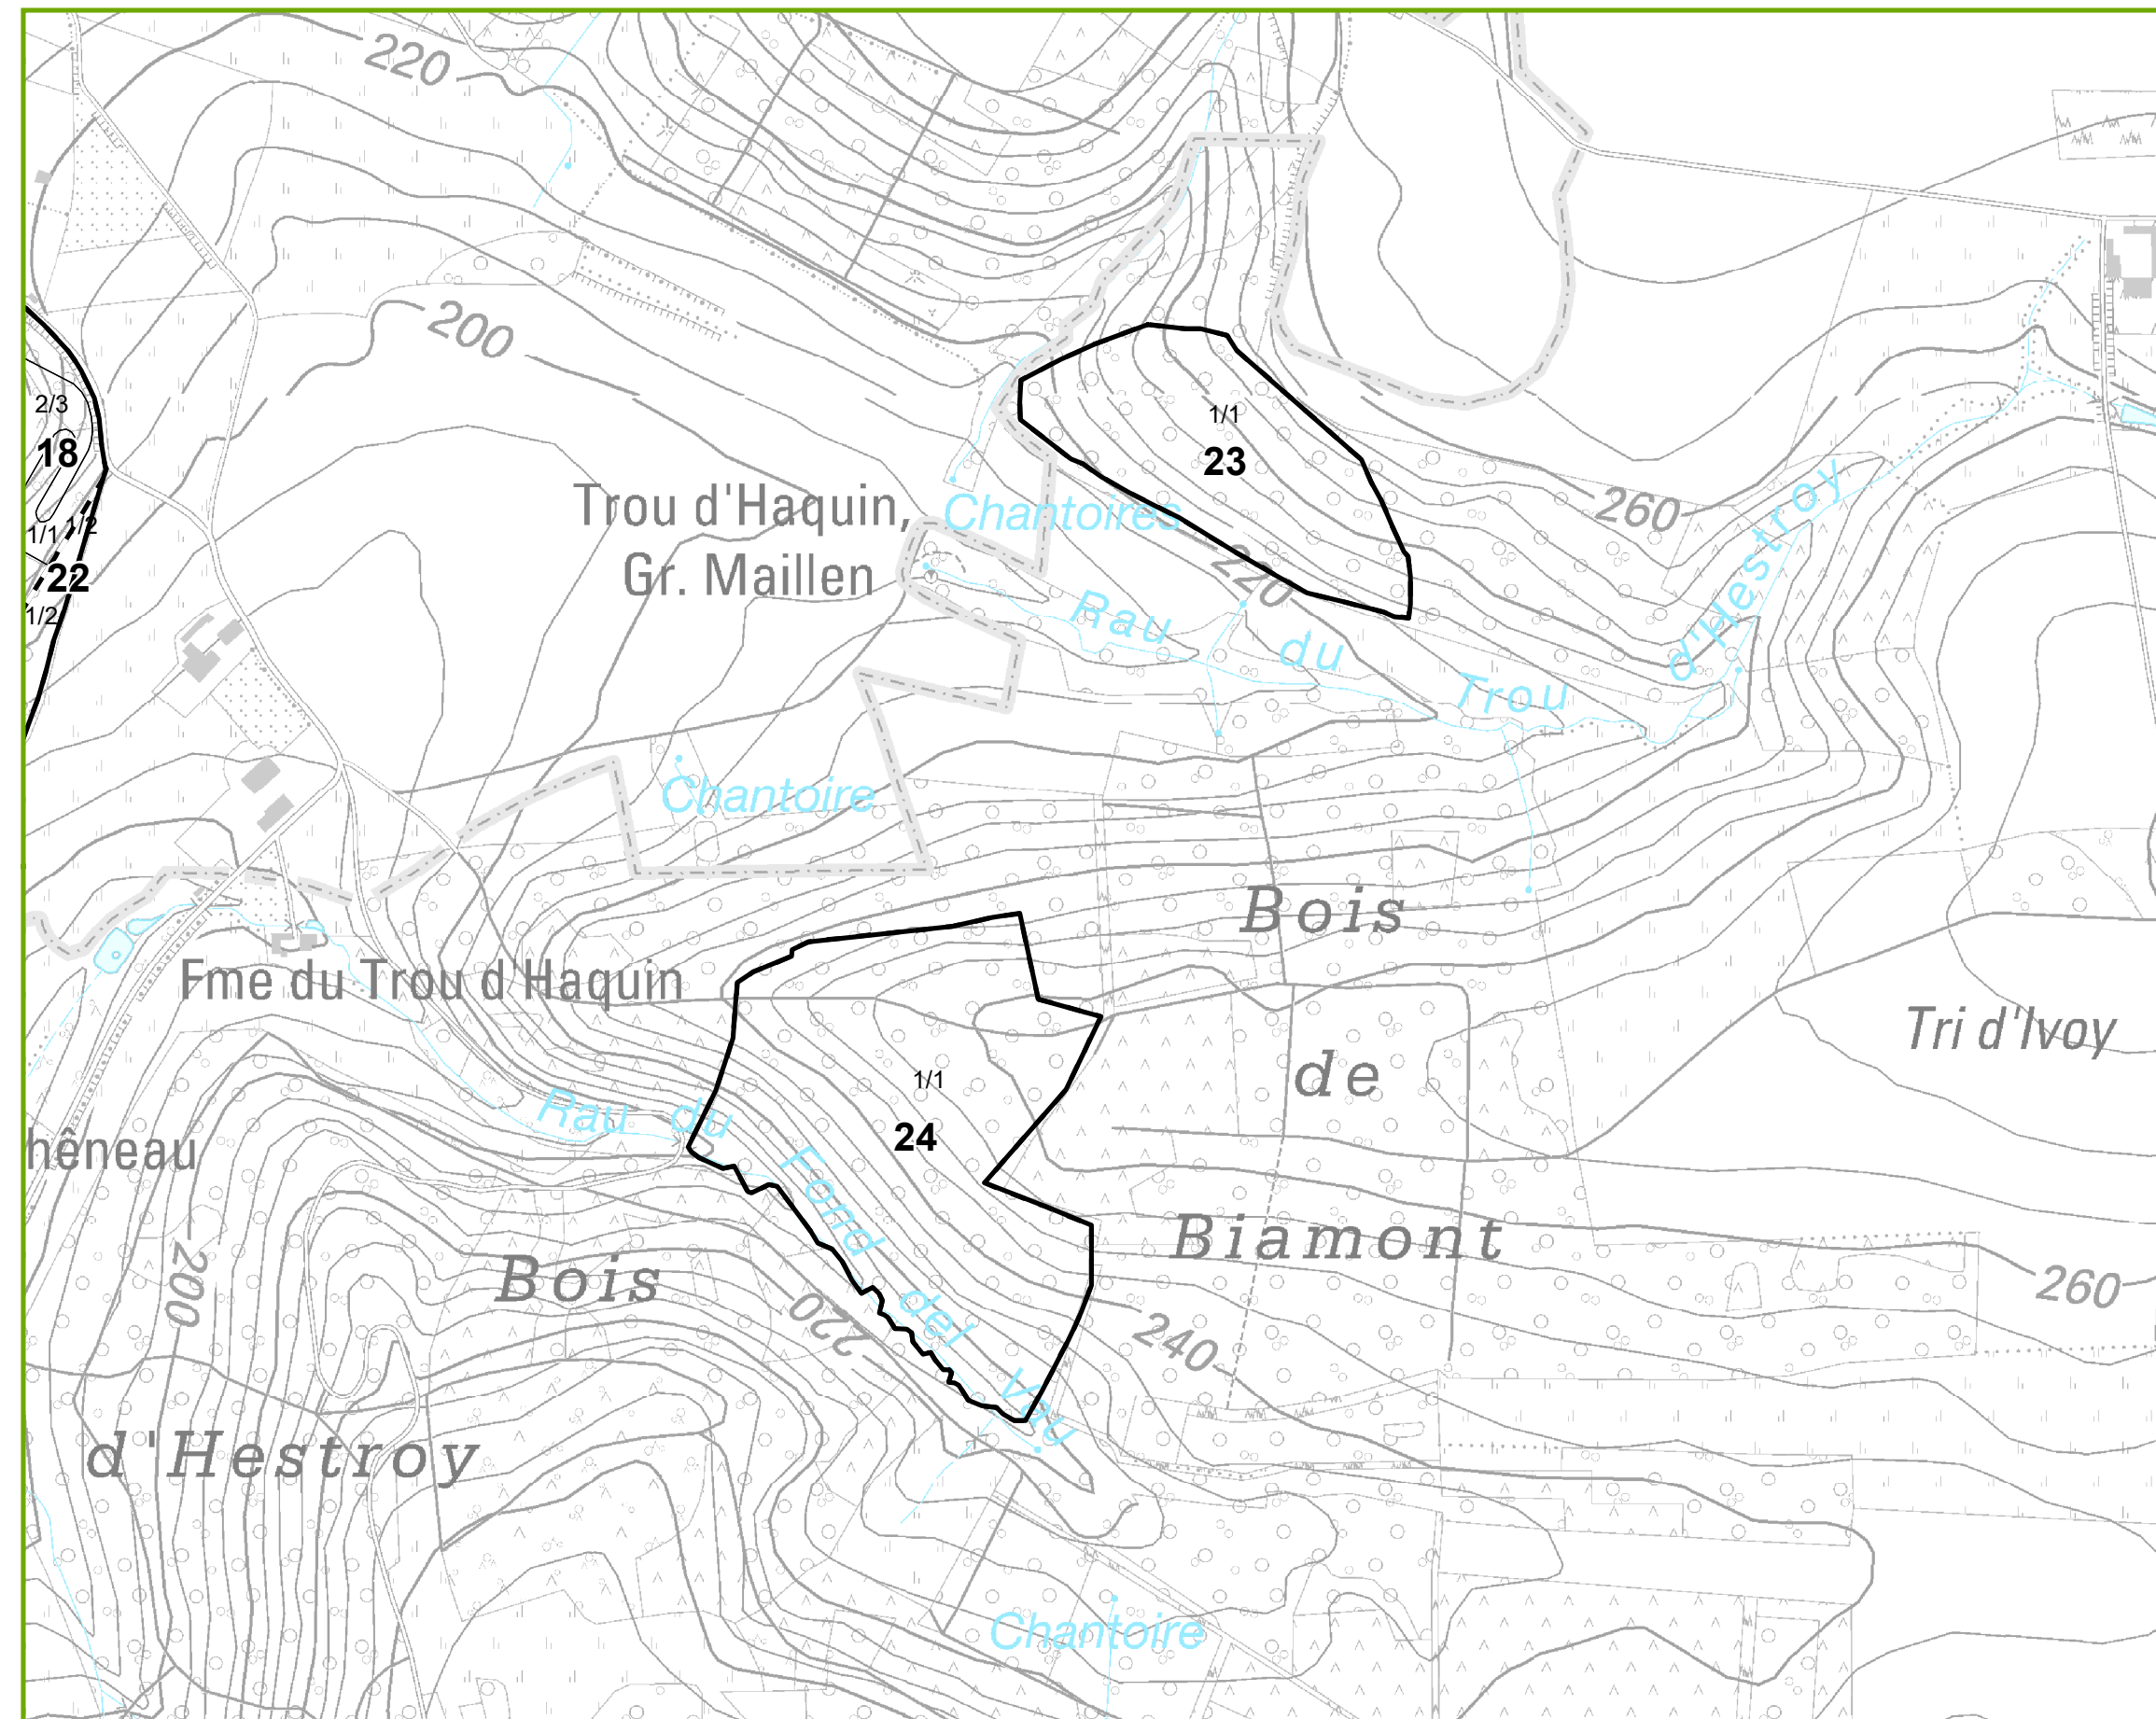 220
200
2/3
18
1/1
1/2
22
1/2
1/1
23
Trou d'Haquin,
Gr. Maillen
Chantoires
220
260
Rau du Trou d'Hestroy
Chantoire
Fme du Trou d'Haquin
Bois
de
Biamont
Tri d'Ivoy
1/1
24
Rau du Fond del Vau
hêneau
200
Bois
d'Hestroy
220
240
260
Chantoire